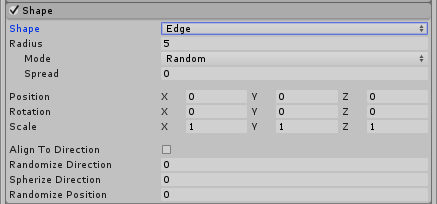 Shape
Shape Edge
Radius 5
Mode Random
Spread 0
Position X 0 Y 0 Z 0
Rotation X 0 Y 0 Z 0
Scale X 1 Y 1 Z 1
Align To Direction
Randomize Direction 0
Spherize Direction 0
Randomize Position 0